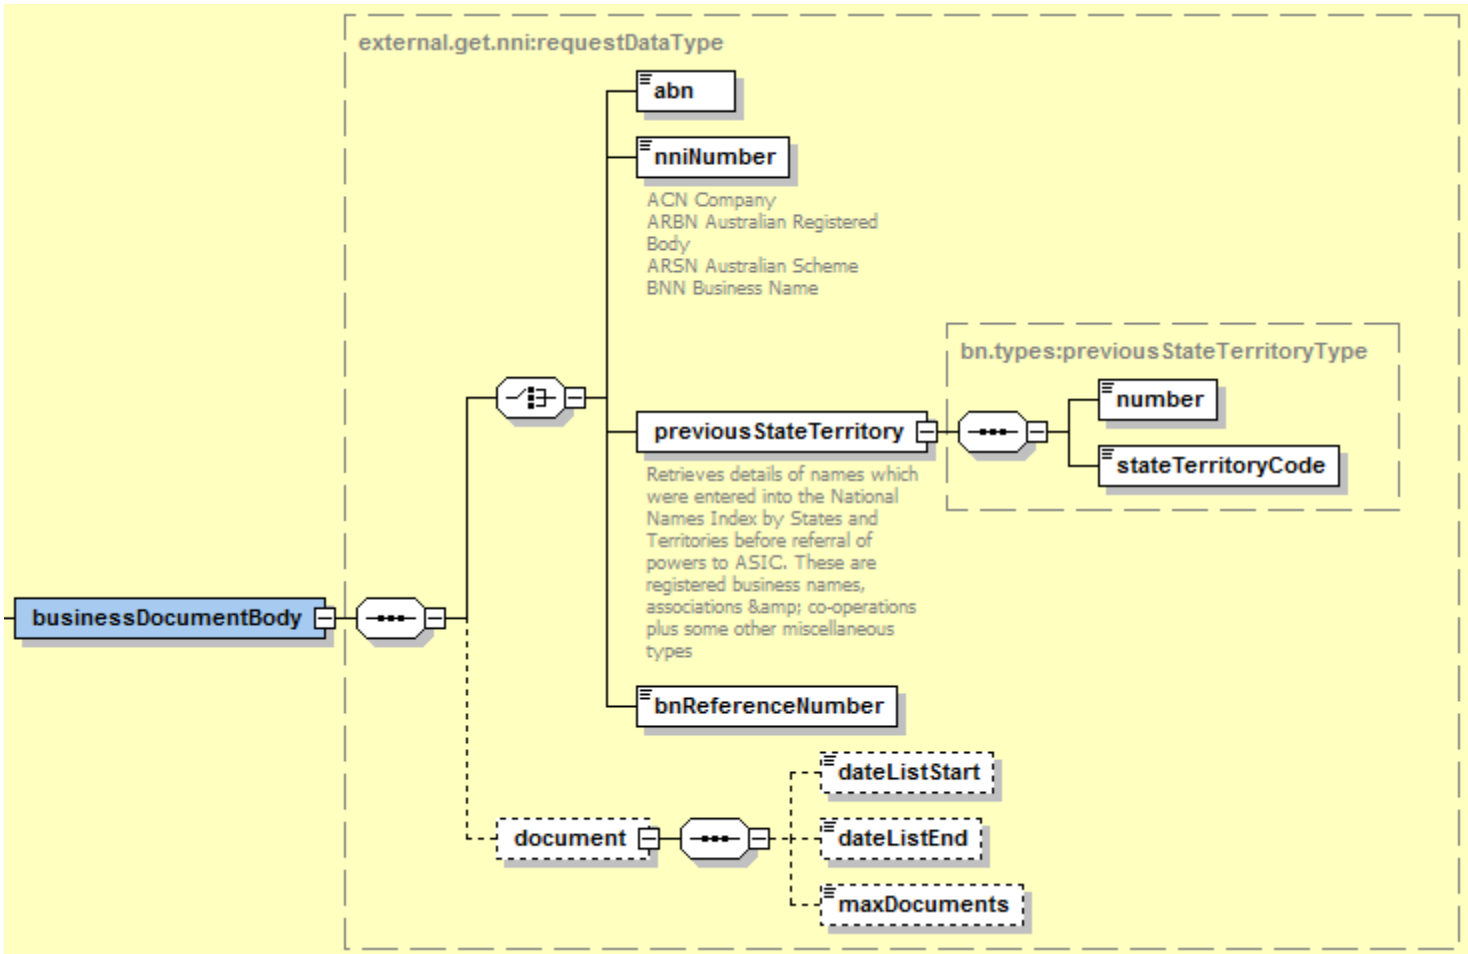 external.get.nni:requestDataType
abn
nniNumber
ACN Company
ARBN Australian Registered
Body
ARSN Australian Scheme
BNN Business Name
bn.types:previousStateTerritoryType
number
previousStateTerritory
stateTerritoryCode
Retrieves details of names which
were entered into the National
Names Index by States and
Territories before referral of
powers to ASIC. These are
registered business names,
associations &amp; co-operations
plus some other miscellaneous
types
businessDocumentBody
bnReferenceNumber
dateListStart
document
dateListEnd
maxDocuments